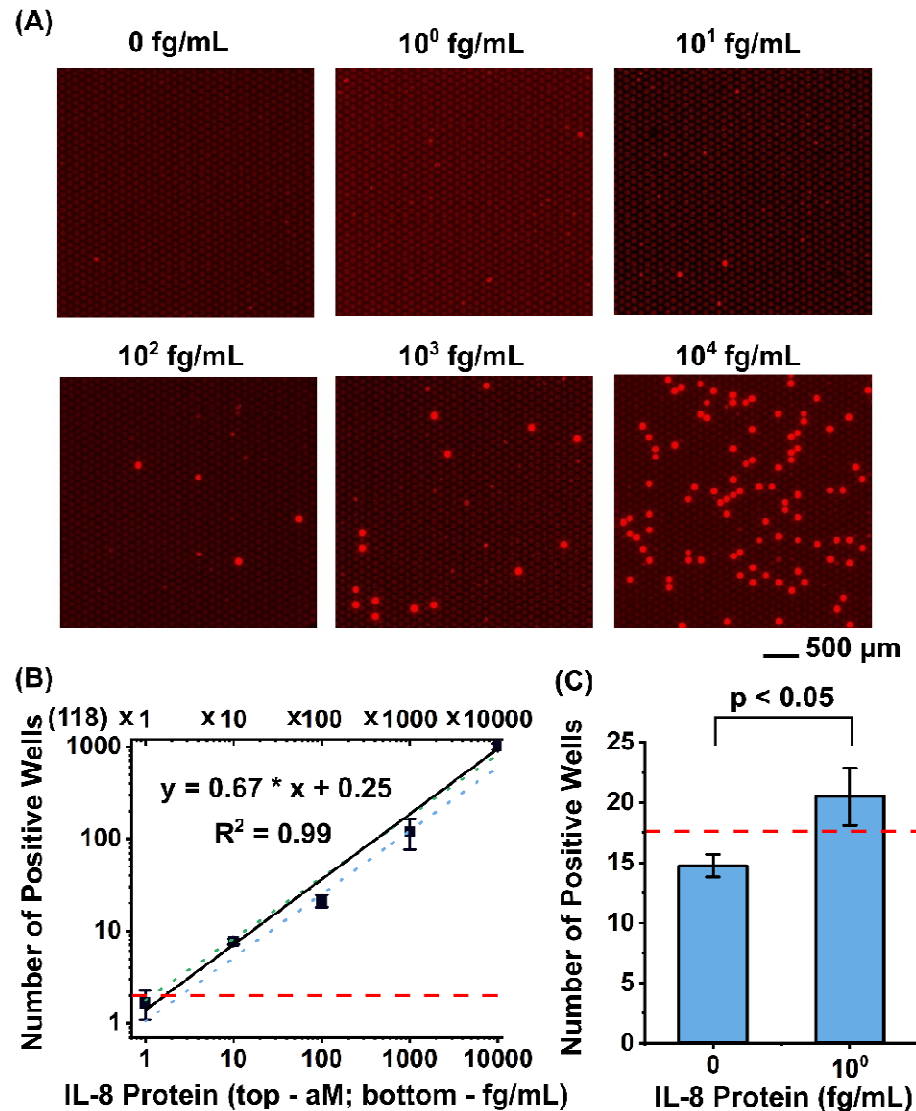 (A)
0 fg/mL 10⁰ fg/mL 10¹ fg/mL
10² fg/mL 10³ fg/mL 10⁴ fg/mL
500 μm
(B)
(118) x 1 x 10 x100 x1000 x10000
Number of Positive Wells
1000
100
10
1
y = 0.67 * x + 0.25
R² = 0.99
1 10 100 1000 10000
IL-8 Protein (top - aM; bottom - fg/mL)
(C)
p < 0.05
Number of Positive Wells
25
20
15
10
5
0
0 10⁰
IL-8 Protein (fg/mL)